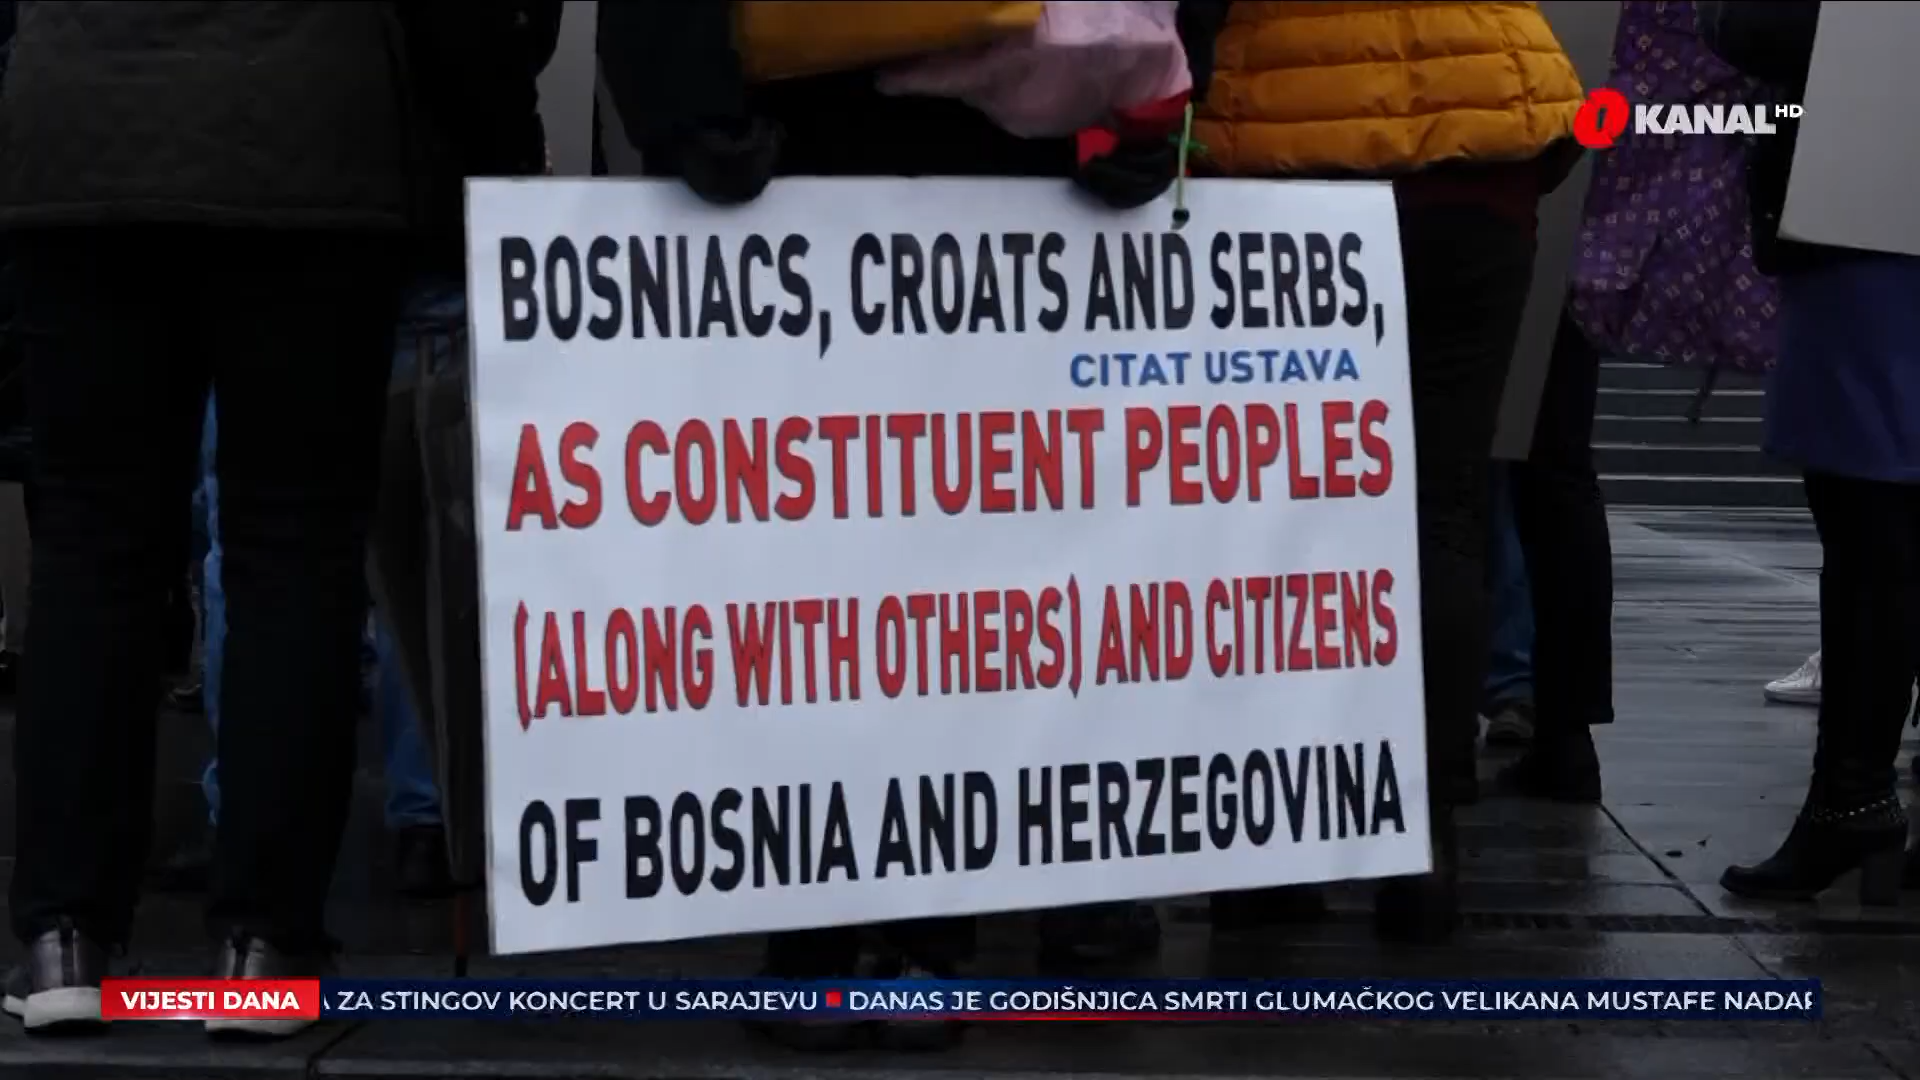 KANAL HD
BOSNIACS, CROATS AND SERBS,
CITAT USTAVA
AS CONSTITUENT PEOPLES
(ALONG WITH OTHERS) AND CITIZENS
OF BOSNIA AND HERZEGOVINA
VIJESTI DANA
ZA STINGOV KONCERT U SARAJEVU ■ DANAS JE GODIŠNJICA SMRTI GLUMAČKOG VELIKANA MUSTAFE